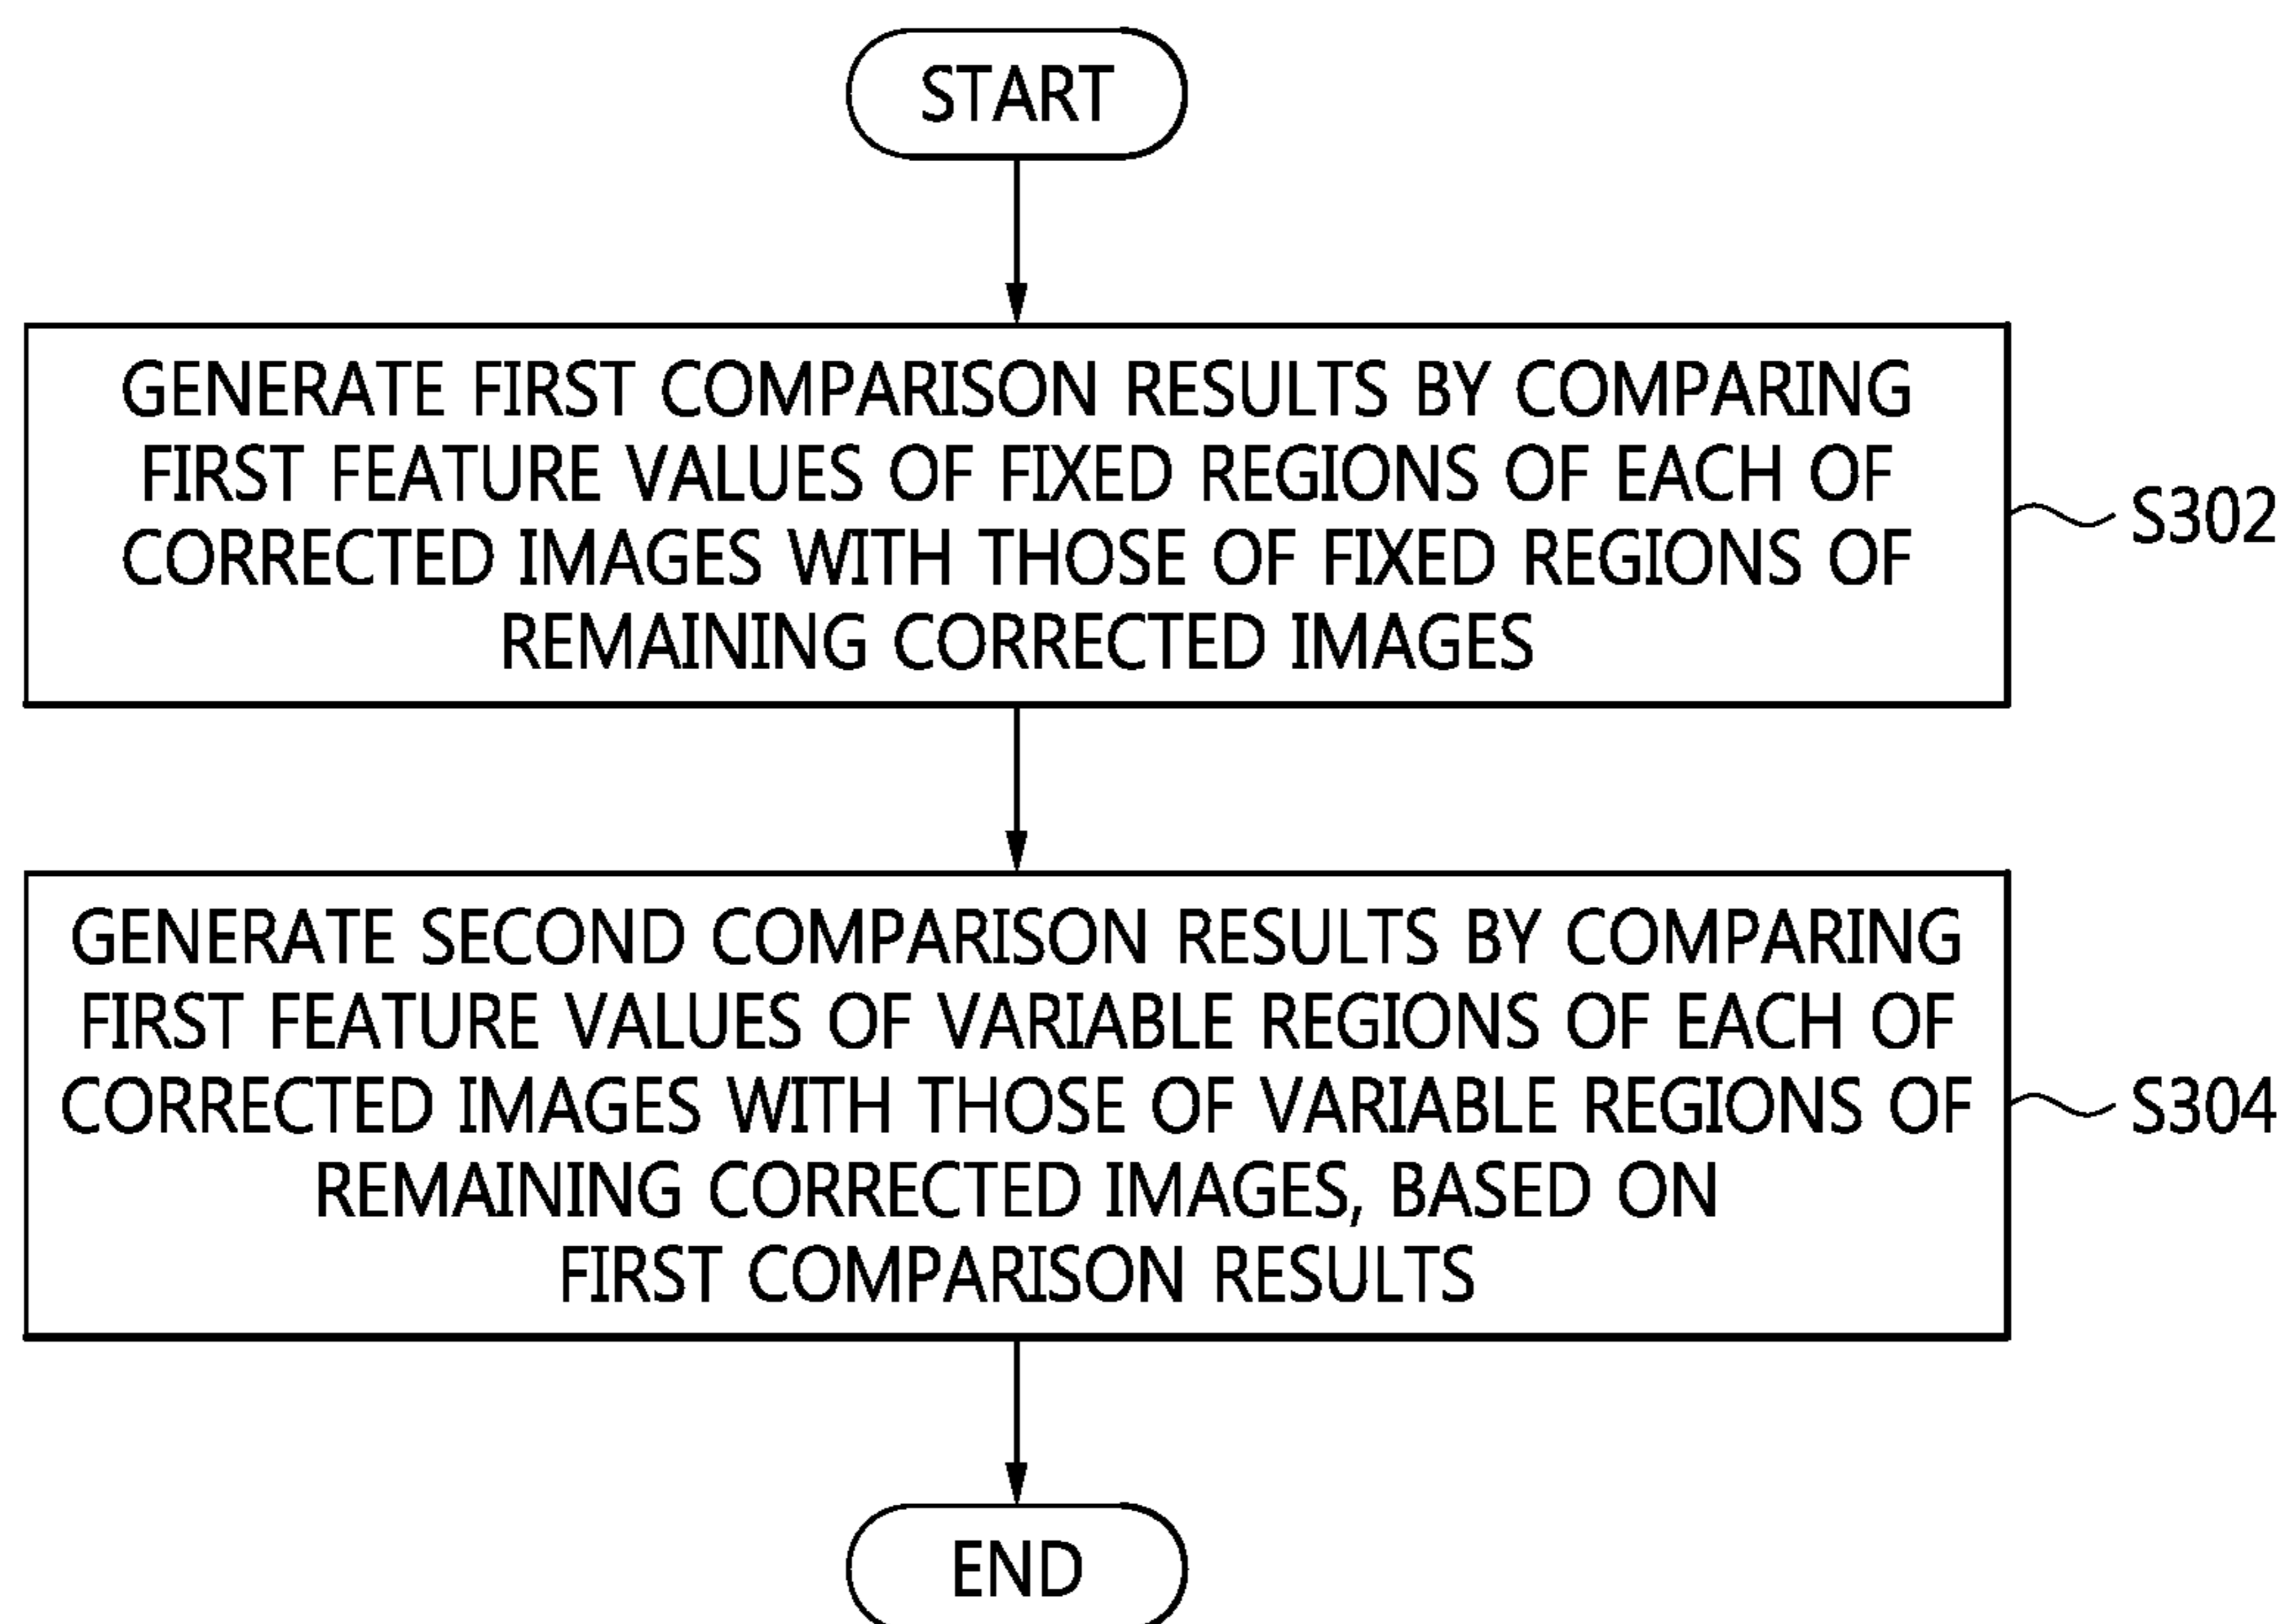 START
GENERATE FIRST COMPARISON RESULTS BY COMPARING
FIRST FEATURE VALUES OF FIXED REGIONS OF EACH OF
CORRECTED IMAGES WITH THOSE OF FIXED REGIONS OF
REMAINING CORRECTED IMAGES
S302
GENERATE SECOND COMPARISON RESULTS BY COMPARING
FIRST FEATURE VALUES OF VARIABLE REGIONS OF EACH OF
CORRECTED IMAGES WITH THOSE OF VARIABLE REGIONS OF
REMAINING CORRECTED IMAGES, BASED ON
FIRST COMPARISON RESULTS
S304
END